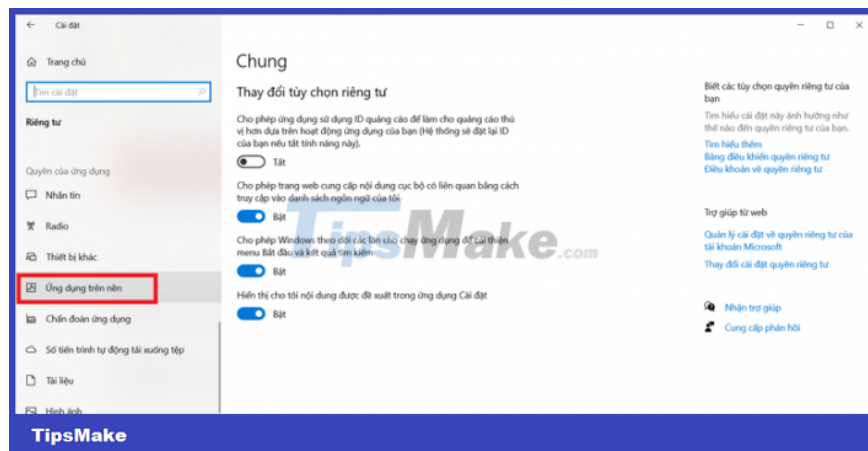 Cài đặt
Trang chủ
Tìm cài đặt
Riêng tư
Quyền của ứng dụng
Nhắn tin
Radio
Thiết bị khác
Ứng dụng trên nền
Chẩn đoán ứng dụng
Số tiến trình tự động tải xuống tệp
Tài liệu
Hình ảnh
Chung
Thay đổi tùy chọn riêng tư
Cho phép ứng dụng sử dụng ID quảng cáo để làm cho quảng cáo thú
vị hơn dựa trên hoạt động ứng dụng của bạn (Hệ thống sẽ đặt lại ID
của bạn nếu tắt tính năng này).
Tắt
Cho phép trang web cung cấp nội dung cục bộ có liên quan bằng cách
truy cập vào danh sách ngôn ngữ của tôi
Bật
Cho phép Windows theo dõi các lần cho chạy ứng dụng để cải thiện
menu Bắt đầu và kết quả tìm kiếm
Bật
Hiển thị cho tôi nội dung được đề xuất trong ứng dụng Cài đặt
Bật
Biết các tùy chọn quyền riêng tư của
bạn
Tìm hiểu cài đặt này ảnh hưởng như
thế nào đến quyền riêng tư của bạn.
Tìm hiểu thêm
Bảng điều khiển quyền riêng tư
Điều khoản về quyền riêng tư
Trợ giúp từ web
Quản lý cài đặt về quyền riêng tư của
tài khoản Microsoft
Thay đổi cài đặt quyền riêng tư
Nhận trợ giúp
Cung cấp phản hồi
TipsMake.com
TipsMake